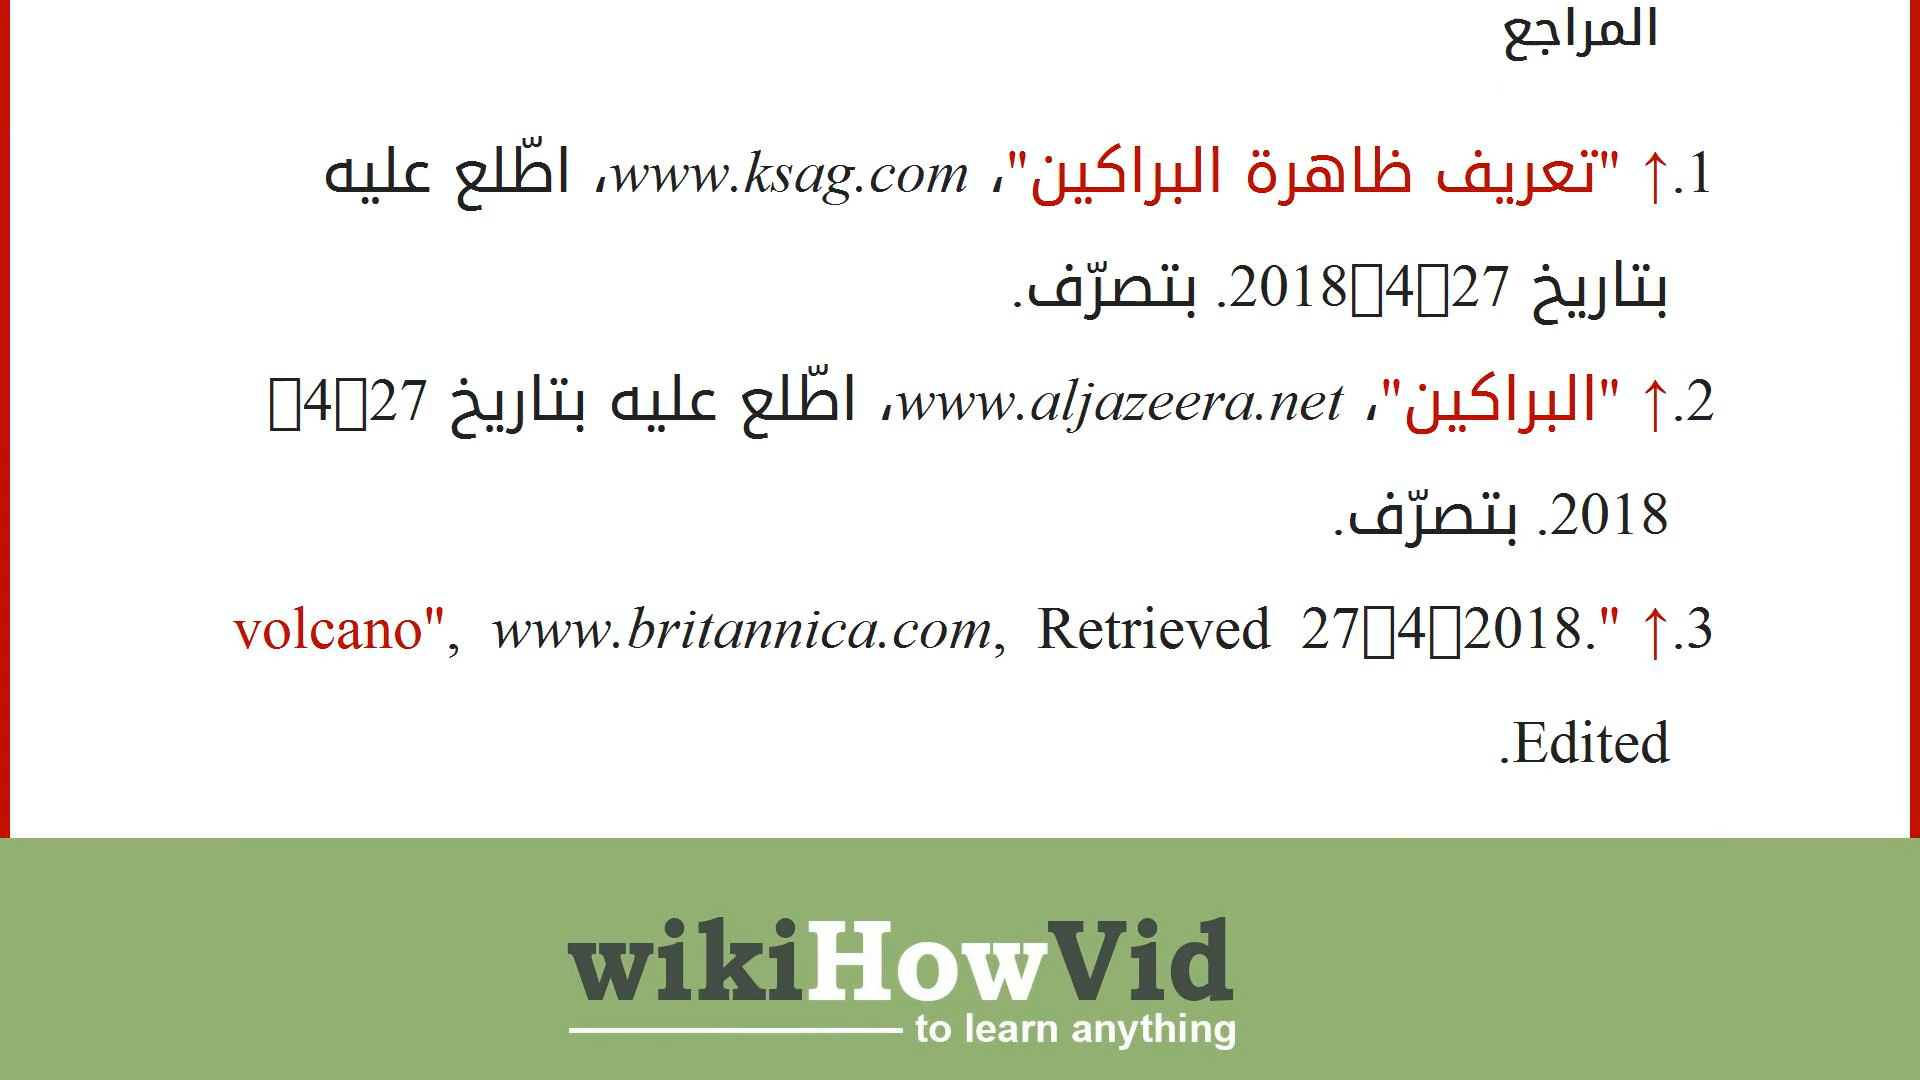 المراجع
1.↑ "تعريف ظاهرة البراكين"، www.ksag.com، اطّلع عليه
بتاريخ 27▯4▯2018. بتصرّف.
2.↑ "البراكين"، www.aljazeera.net، اطّلع عليه بتاريخ 27▯4▯
2018. بتصرّف.
3.↑ "volcano", www.britannica.com, Retrieved 27▯4▯2018.
Edited.
wikiHowVid
to learn anything